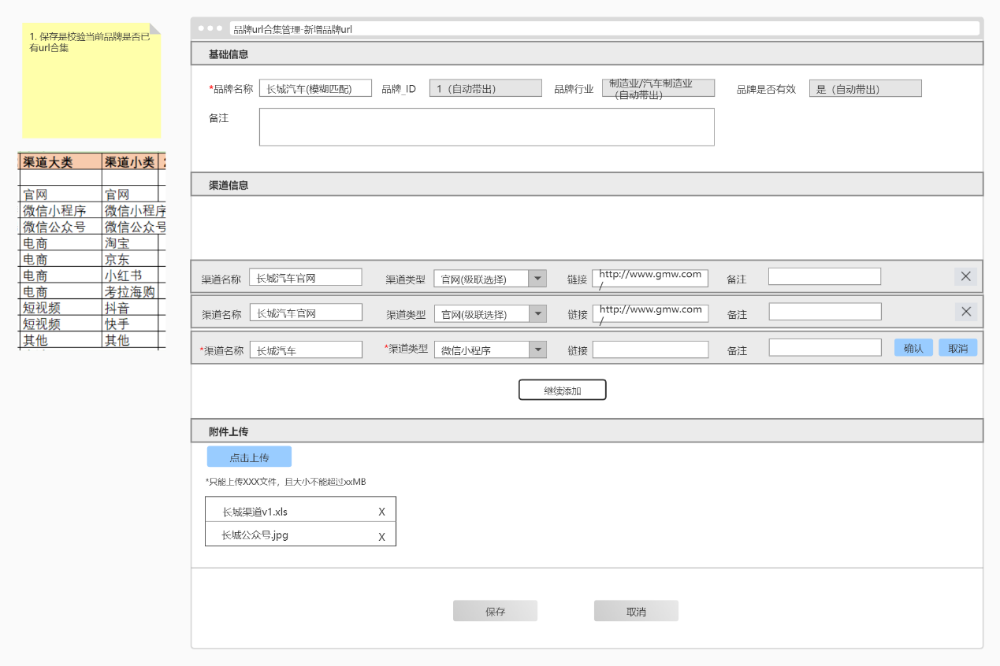 1. 保存是校验当前品牌是否已
有url合集
渠道大类 渠道小类
官网 官网
微信小程序 微信小程序
微信公众号 微信公众号
电商 淘宝
电商 京东
电商 小红书
电商 考拉海购
短视频 抖音
短视频 快手
其他 其他
品牌url合集管理-新增品牌url
基础信息
*品牌名称 长城汽车(模糊匹配) 品牌_ID 1（自动带出） 品牌行业 制造业/汽车制造业
（自动带出） 品牌是否有效 是（自动带出）
备注
渠道信息
渠道名称 长城汽车官网 渠道类型 官网(级联选择) 链接 http://www.gmw.com
/ 备注
渠道名称 长城汽车官网 渠道类型 官网(级联选择) 链接 http://www.gmw.com
/ 备注
*渠道名称 长城汽车 *渠道类型 微信小程序 链接 备注 确认 取消
继续添加
附件上传
点击上传
*只能上传XXX文件，且大小不能超过xxMB
长城渠道v1.xls X
长城公众号.jpg X
保存 取消